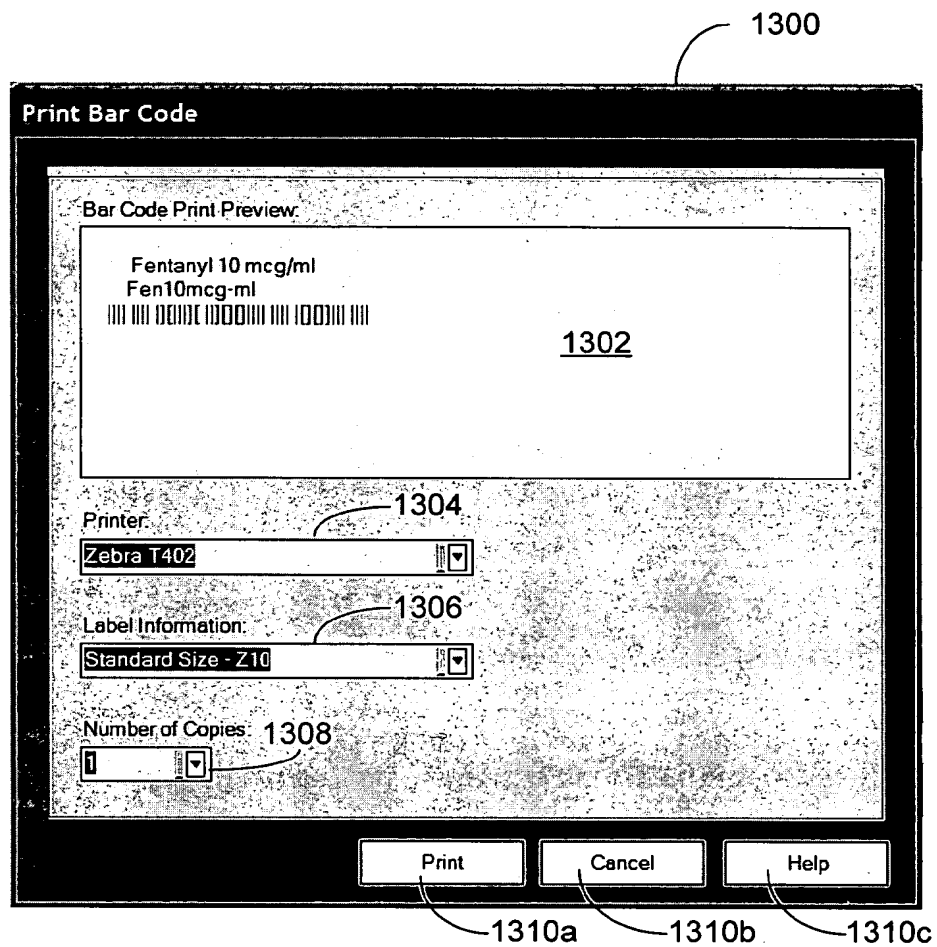 1300
Print Bar Code
Bar Code Print Preview:
Fentanyl 10 mcg/ml
Fen10mcg-ml
1302
1304
Printer:
Zebra T402
1306
Label Information:
Standard Size - Z10
Number of Copies:
1308
1
Print
Cancel
Help
1310a
1310b
1310c